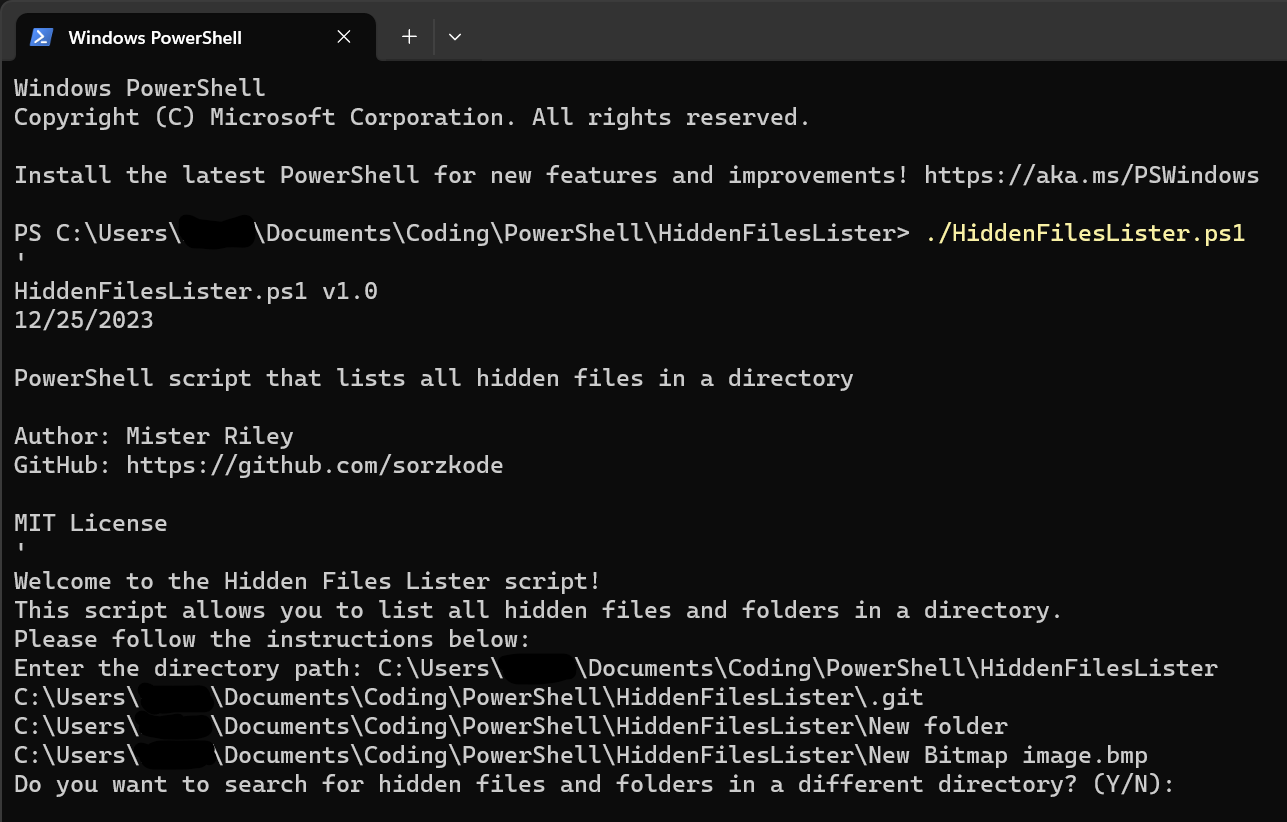 Windows PowerShell
Windows PowerShell
Copyright (C) Microsoft Corporation. All rights reserved.
Install the latest PowerShell for new features and improvements! https://aka.ms/PSWindows
PS C:\Users\ \Documents\Coding\PowerShell\HiddenFilesLister> ./HiddenFilesLister.ps1
'
HiddenFilesLister.ps1 v1.0
12/25/2023
PowerShell script that lists all hidden files in a directory
Author: Mister Riley
GitHub: https://github.com/sorzkode
MIT License
'
Welcome to the Hidden Files Lister script!
This script allows you to list all hidden files and folders in a directory.
Please follow the instructions below:
Enter the directory path: C:\Users\ \Documents\Coding\PowerShell\HiddenFilesLister
C:\Users\ \Documents\Coding\PowerShell\HiddenFilesLister\.git
C:\Users\ \Documents\Coding\PowerShell\HiddenFilesLister\New folder
C:\Users\ \Documents\Coding\PowerShell\HiddenFilesLister\New Bitmap image.bmp
Do you want to search for hidden files and folders in a different directory? (Y/N):